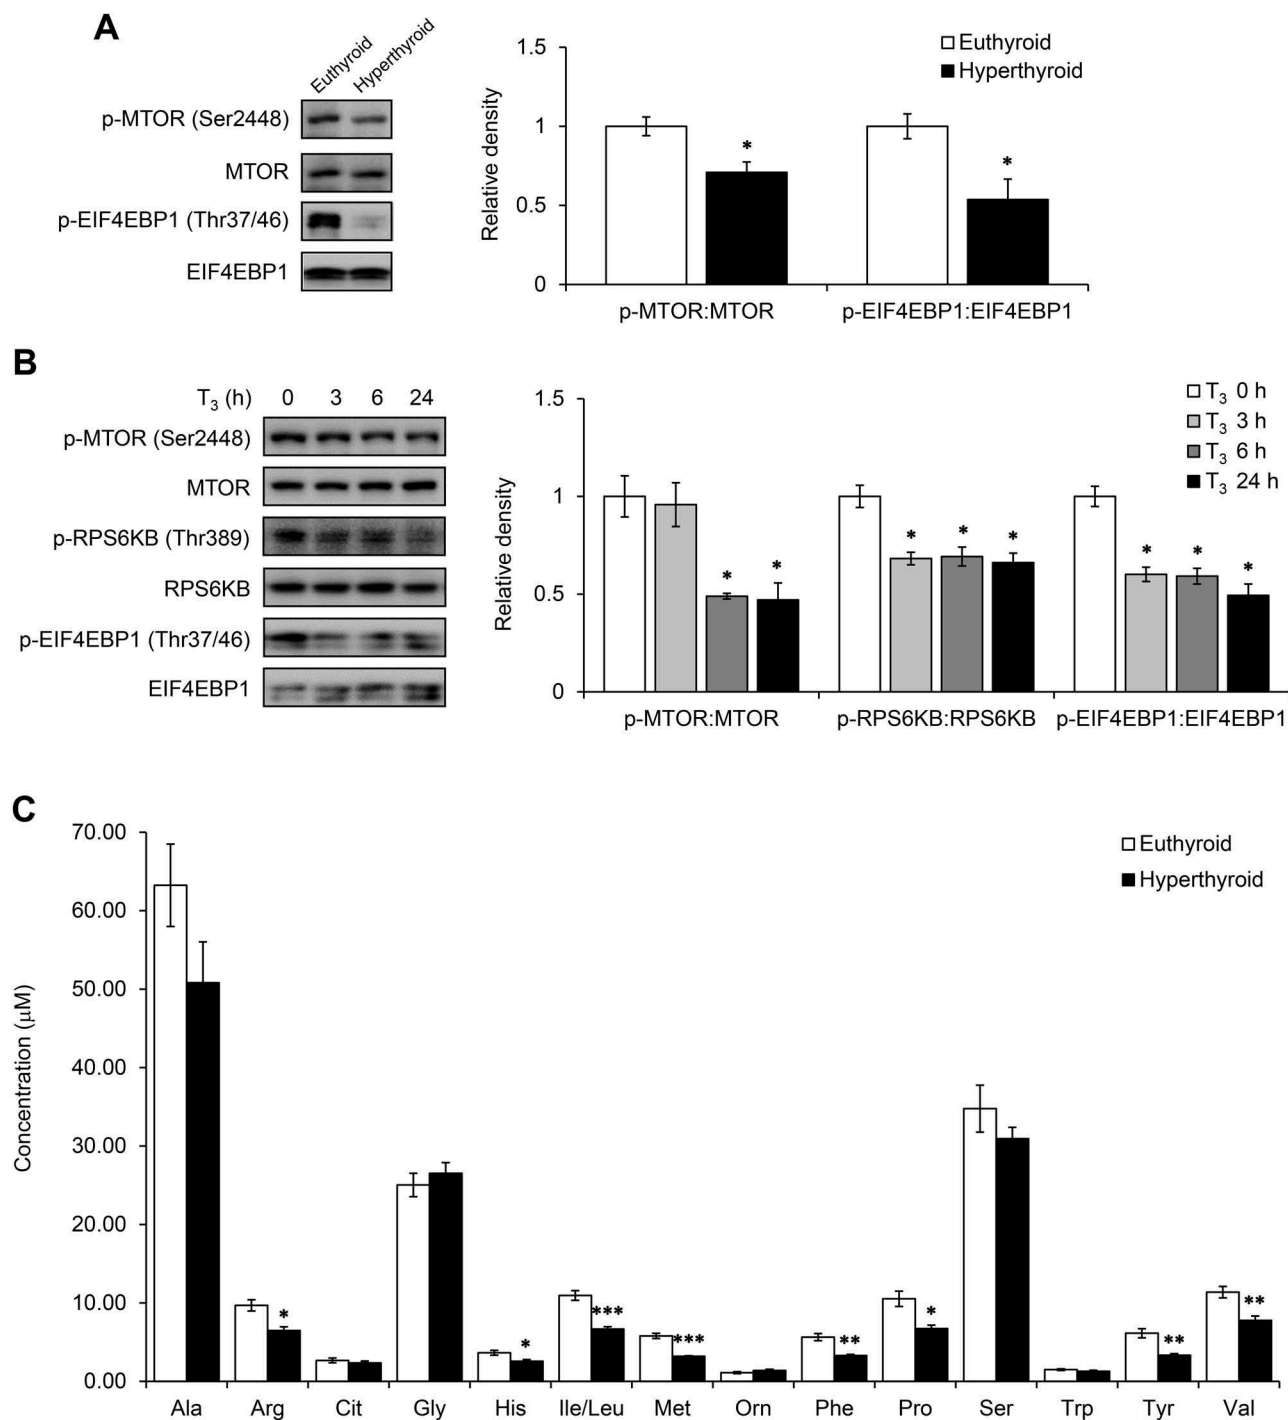 A
Euthyroid
Hyperthyroid
p-MTOR (Ser2448)
MTOR
p-EIF4EBP1 (Thr37/46)
EIF4EBP1
1.5
1
0.5
0
Relative density
Euthyroid
Hyperthyroid
*
*
p-MTOR:MTOR
p-EIF4EBP1:EIF4EBP1
B
T3 (h) 0 3 6 24
p-MTOR (Ser2448)
MTOR
p-RPS6KB (Thr389)
RPS6KB
p-EIF4EBP1 (Thr37/46)
EIF4EBP1
1.5
1
0.5
0
Relative density
T3 0 h
T3 3 h
T3 6 h
T3 24 h
* *
* * *
* * *
p-MTOR:MTOR
p-RPS6KB:RPS6KB
p-EIF4EBP1:EIF4EBP1
C
70.00
60.00
50.00
40.00
30.00
20.00
10.00
0.00
Concentration (μM)
Euthyroid
Hyperthyroid
* * *** *** ** * ** **
Ala Arg Cit Gly His Ile/Leu Met Orn Phe Pro Ser Trp Tyr Val